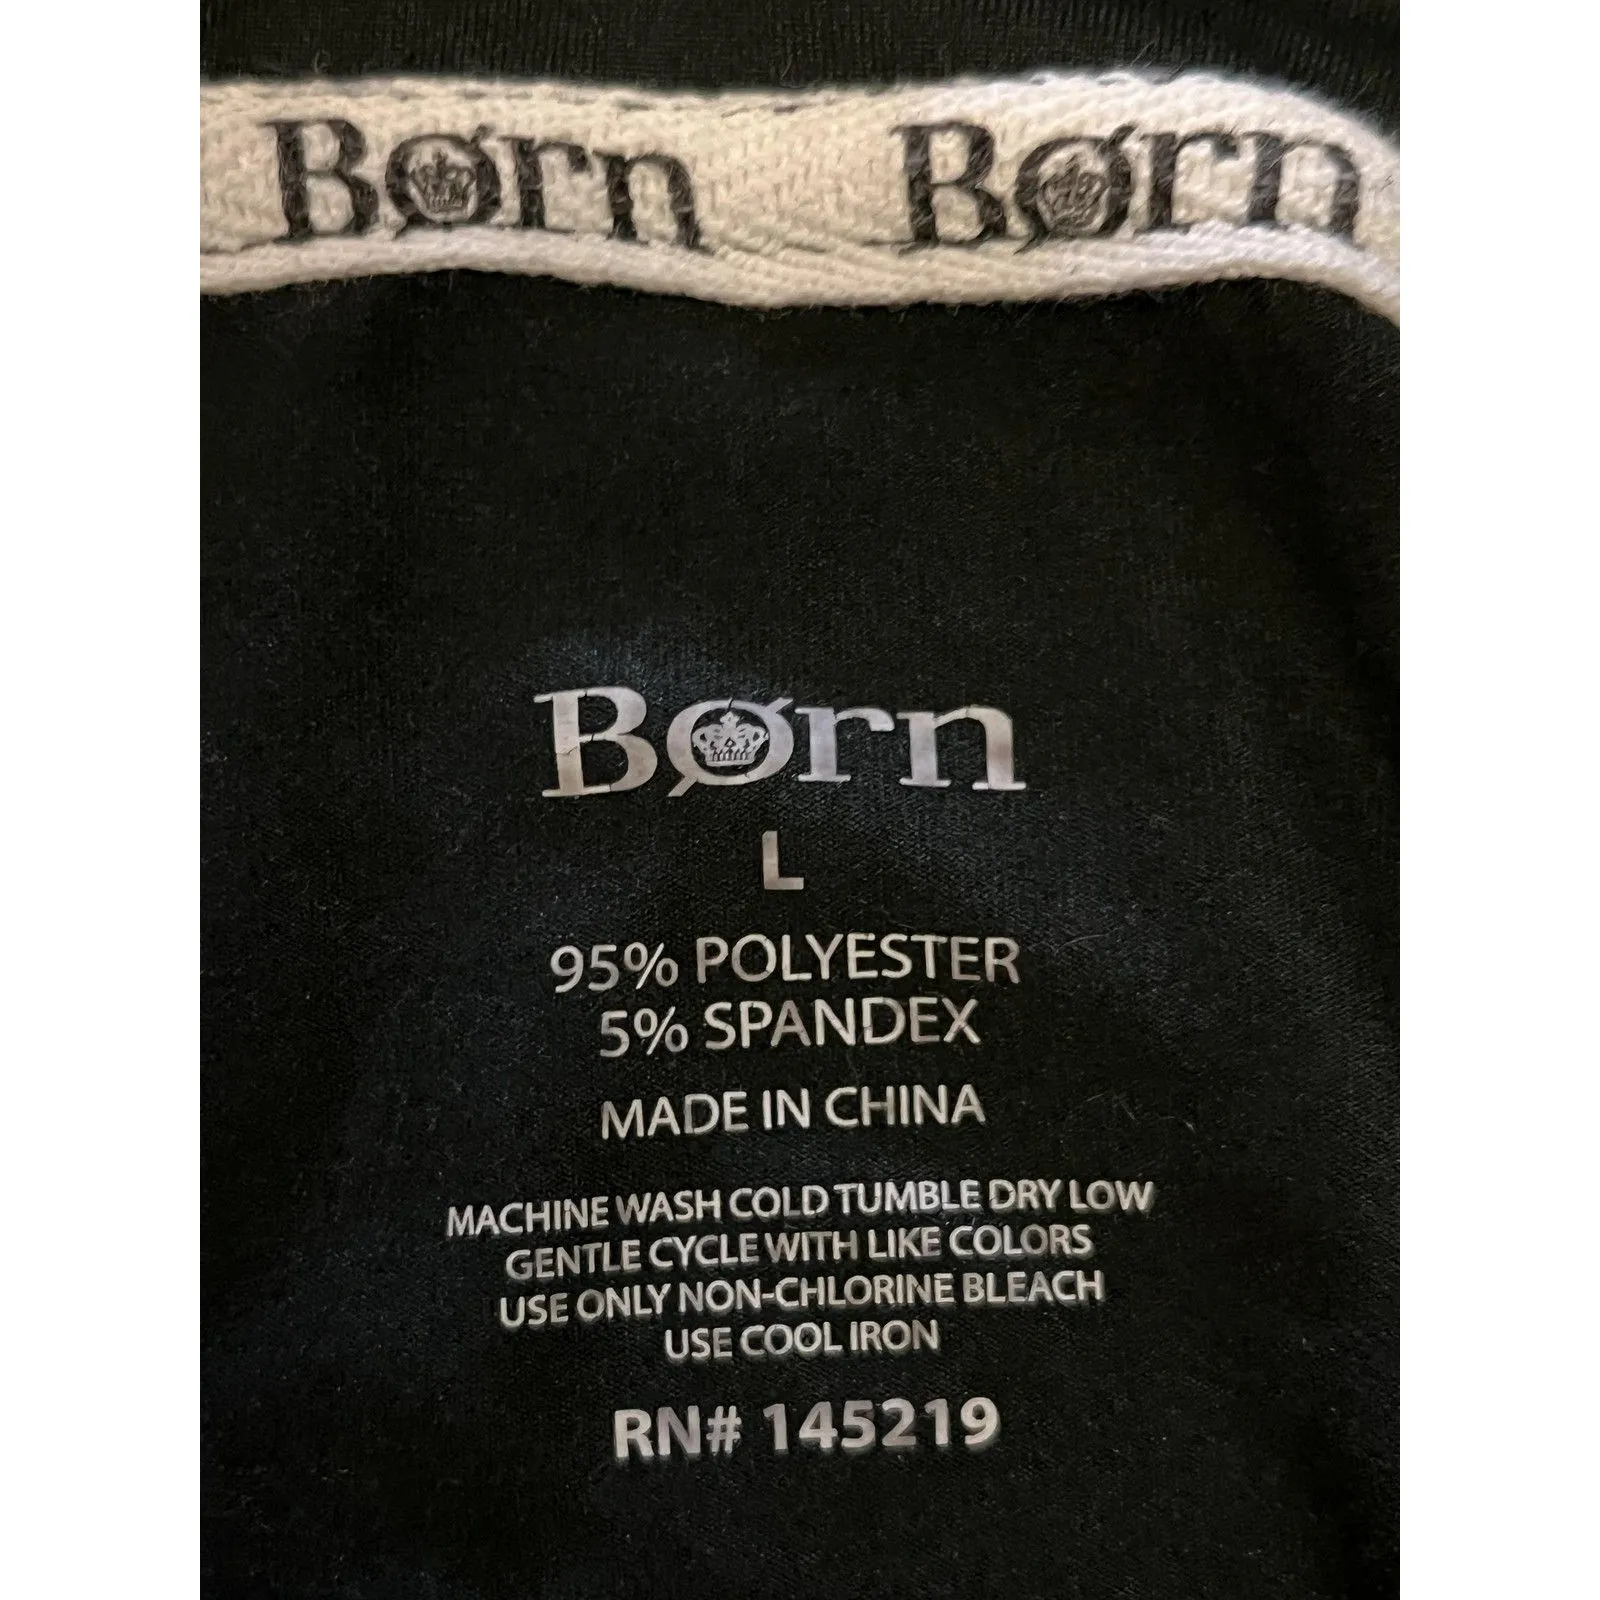 Børn Børn
Børn
L
95% POLYESTER
5% SPANDEX
MADE IN CHINA
MACHINE WASH COLD TUMBLE DRY LOW
GENTLE CYCLE WITH LIKE COLORS
USE ONLY NON-CHLORINE BLEACH
USE COOL IRON
RN# 145219